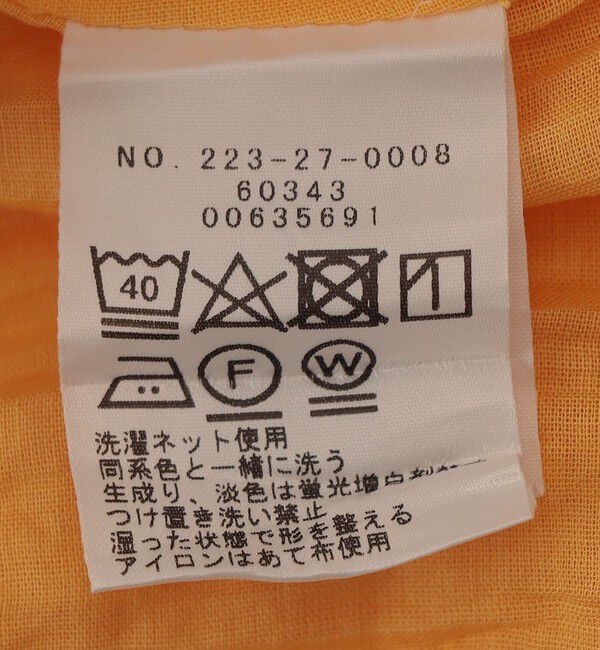 NO. 223-27-0008
60343
00635691
40
F W
洗濯ネット使用
同系色と一緒に洗う
生成り、淡色は蛍光増白剤
つけ置き洗い禁止
湿った状態で形を整える
アイロンはあて布使用